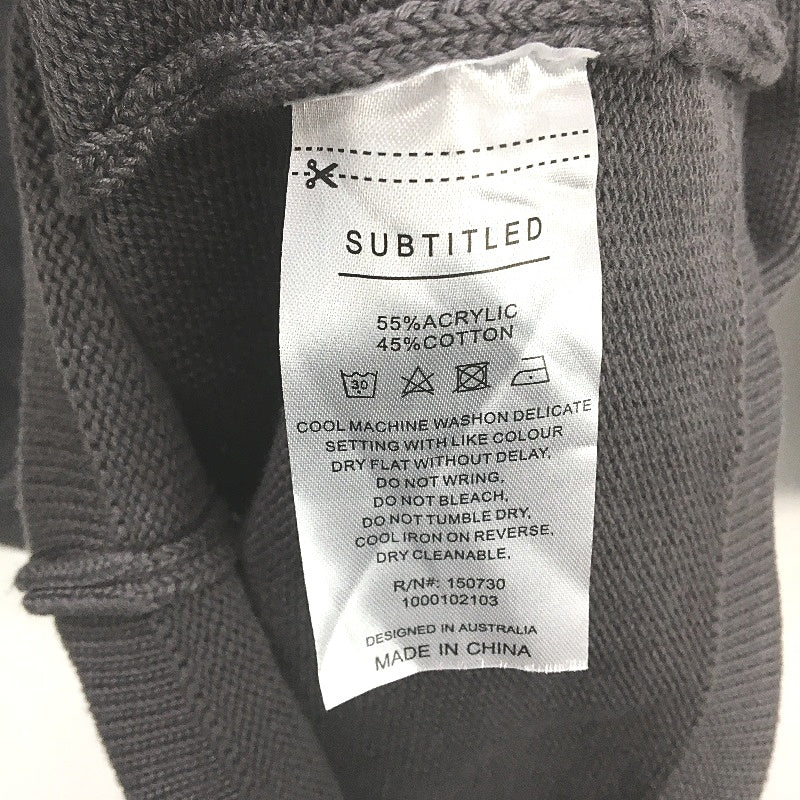 SUBTITLED
55%ACRYLIC
45%COTTON
30
COOL MACHINE WASHON DELICATE
SETTING WITH LIKE COLOUR
DRY FLAT WITHOUT DELAY,
DO NOT WRING,
DO NOT BLEACH,
DO NOT TUMBLE DRY,
COOL IRON ON REVERSE,
DRY CLEANABLE,
R/N#: 150730
1000102103
DESIGNED IN AUSTRALIA
MADE IN CHINA